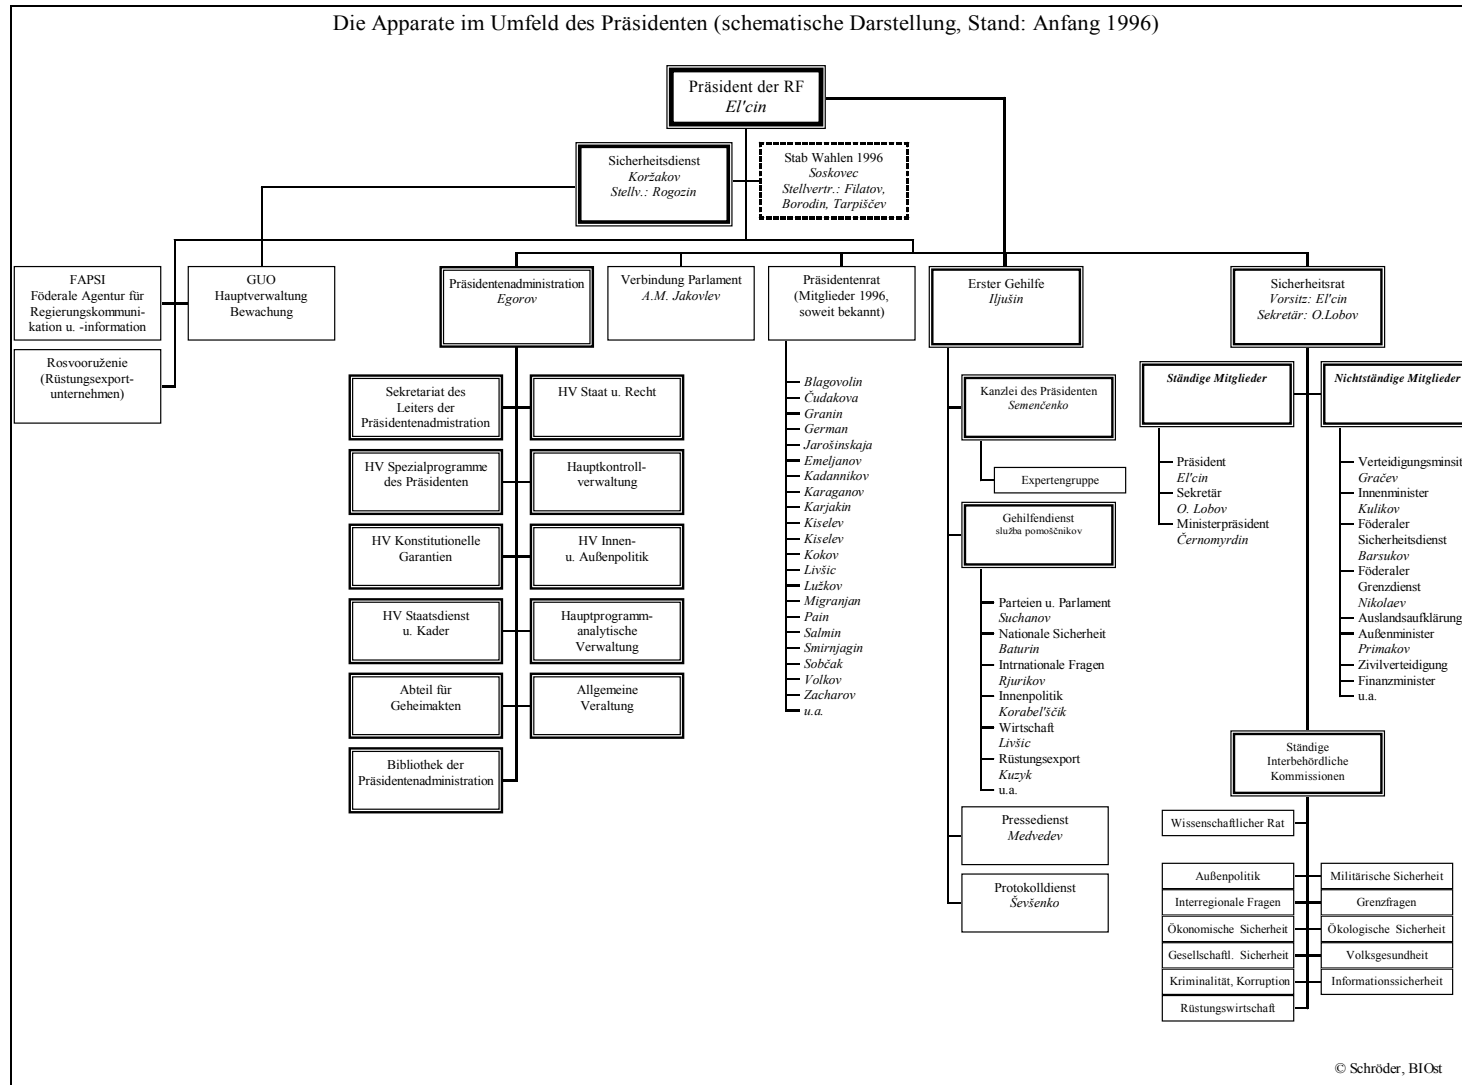 Die Apparate im Umfeld des Präsidenten (schematische Darstellung, Stand: Anfang 1996)
Präsident der RF
El'cin
Sicherheitsdienst
Koržakov
Stellv.: Rogozin
Stab Wahlen 1996
Soskovec
Stellvertr.: Filatov,
Borodin, Tarpiščev
FAPSI
Föderale Agentur für
Regierungskommuni-
kation u. -information
GUO
Hauptverwaltung
Bewachung
Rosvooruženie
(Rüstungsexport-
unternehmen)
Präsidentenadministration
Egorov
Verbindung Parlament
A.M. Jakovlev
Präsidentenrat
(Mitglieder 1996,
soweit bekannt)
Erster Gehilfe
Iljušin
Sicherheitsrat
Vorsitz: El'cin
Sekretär: O.Lobov
Sekretariat des
Leiters der
Präsidentenadmistration
HV Staat u. Recht
HV Spezialprogramme
des Präsidenten
Hauptkontroll-
verwaltung
HV Konstitutionelle
Garantien
HV Innen-
u. Außenpolitik
HV Staatsdienst
u. Kader
Hauptprogramm-
analytische
Verwaltung
Abteil für
Geheimakten
Allgemeine
Veraltung
Bibliothek der
Präsidentenadministration
Blagovolin
Čudakova
Granin
German
Jarošinskaja
Emeljanov
Kadannikov
Karaganov
Karjakin
Kiselev
Kiselev
Kokov
Livšic
Lužkov
Migranjan
Pain
Salmin
Smirnjagin
Sobčak
Volkov
Zacharov
u.a.
Kanzlei des Präsidenten
Semenčenko
Expertengruppe
Gehilfendienst
služba pomoščnikov
Parteien u. Parlament
Suchanov
Nationale Sicherheit
Baturin
Intrnationale Fragen
Rjurikov
Innenpolitik
Korabel'ščik
Wirtschaft
Livšic
Rüstungsexport
Kuzyk
u.a.
Pressedienst
Medvedev
Protokolldienst
Ševšenko
Ständige Mitglieder
Präsident
El'cin
Sekretär
O. Lobov
Ministerpräsident
Černomyrdin
Nichtständige Mitglieder
Verteidigungsminsit
Gračev
Innenminister
Kulikov
Föderaler
Sicherheitsdienst
Barsukov
Föderaler
Grenzdienst
Nikolaev
Auslandsaufklärung
Außenminister
Primakov
Zivilverteidigung
Finanzminister
u.a.
Ständige
Interbehördliche
Kommissionen
Wissenschaftlicher Rat
Außenpolitik
Militärische Sicherheit
Interregionale Fragen
Grenzfragen
Ökonomische Sicherheit
Ökologische Sicherheit
Gesellschaftl. Sicherheit
Volksgesundheit
Kriminalität, Korruption
Informationssicherheit
Rüstungswirtschaft
© Schröder, BIOst